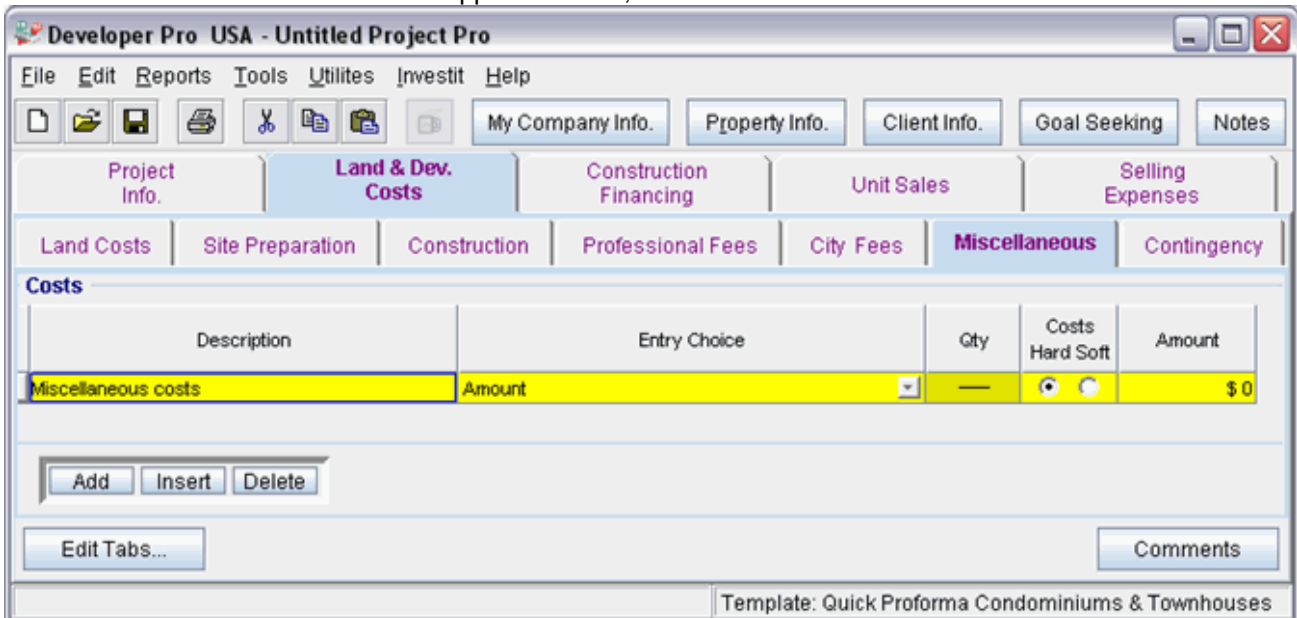 Developer Pro USA - Untitled Project Pro
File Edit Reports Tools Utilites Investit Help
My Company Info. Property Info. Client Info. Goal Seeking Notes
Project Info. Land & Dev. Costs Construction Financing Unit Sales Selling Expenses
Land Costs Site Preparation Construction Professional Fees City Fees Miscellaneous Contingency
Costs
Description Entry Choice Qty Costs Hard Soft Amount
Miscellaneous costs Amount — $ 0
Add Insert Delete
Edit Tabs... Comments
Template: Quick Proforma Condominiums & Townhouses